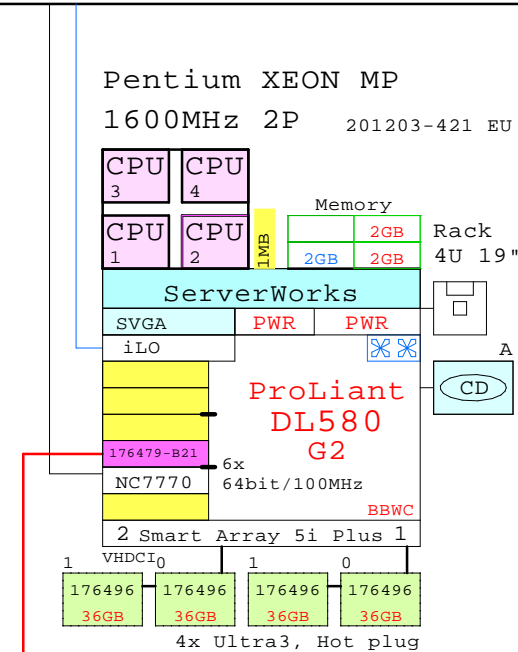 Pentium XEON MP
1600MHz 2P 201203-421 EU
CPU CPU
3 4
Memory
CPU CPU 1MB 2GB Rack
1 2 2GB 2GB 4U 19"
ServerWorks
SVGA PWR PWR
iLO
A
ProLiant CD
DL580
176479-B21 G2
6x
NC7770 64bit/100MHz
BBWC
2 Smart Array 5i Plus 1
1 VHDCI 0 1 0
176496 176496 176496 176496
36GB 36GB 36GB 36GB
4x Ultra3, Hot plug